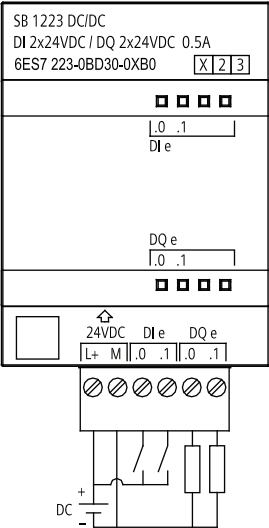 SB 1223 DC/DC
DI 2x24VDC / DQ 2x24VDC 0.5A
6ES7 223-0BD30-0XB0 X 2 3
.0 .1
DI e
DQ e
.0 .1
24VDC DI e DQ e
L+ M .0 .1 .0 .1
+
DC
−